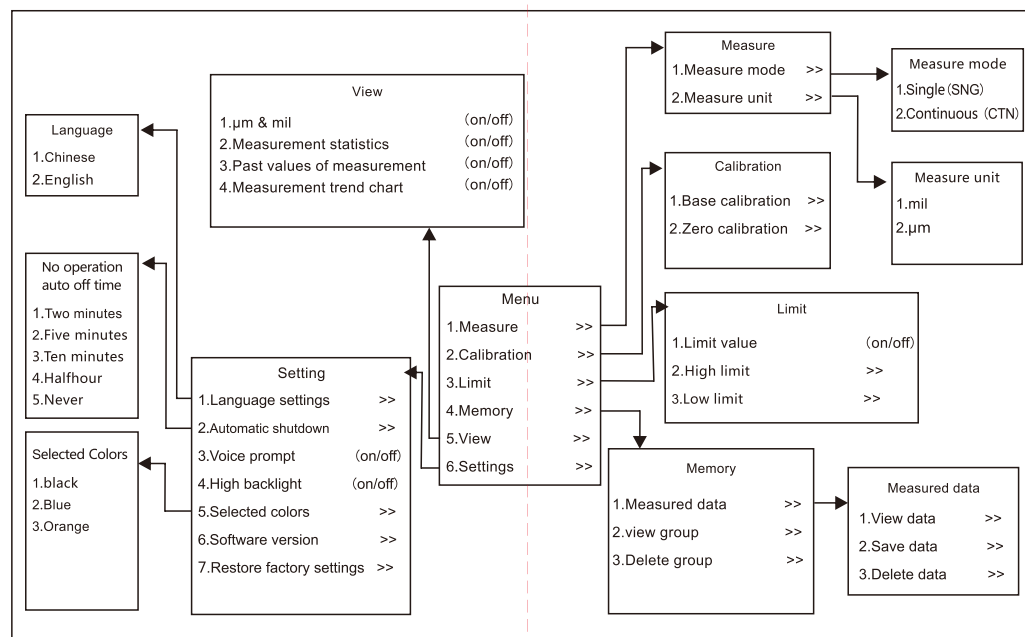 Language
1.Chinese
2.English
No operation
auto off time
1.Two minutes
2.Five minutes
3.Ten minutes
4.Halfhour
5.Never
Selected Colors
1.black
2.Blue
3.Orange
View
1.µm & mil (on/off)
2.Measurement statistics (on/off)
3.Past values of measurement (on/off)
4.Measurement trend chart (on/off)
Setting
1.Language settings >>
2.Automatic shutdown >>
3.Voice prompt (on/off)
4.High backlight (on/off)
5.Selected colors >>
6.Software version >>
7.Restore factory settings >>
Menu
1.Measure >>
2.Calibration >>
3.Limit >>
4.Memory >>
5.View >>
6.Settings >>
Measure
1.Measure mode >>
2.Measure unit >>
Measure mode
1.Single(SNG)
2.Continuous (CTN)
Calibration
1.Base calibration >>
2.Zero calibration >>
Measure unit
1.mil
2.µm
Limit
1.Limit value (on/off)
2.High limit >>
3.Low limit >>
Memory
1.Measured data >>
2.view group >>
3.Delete group >>
Measured data
1.View data >>
2.Save data >>
3.Delete data >>